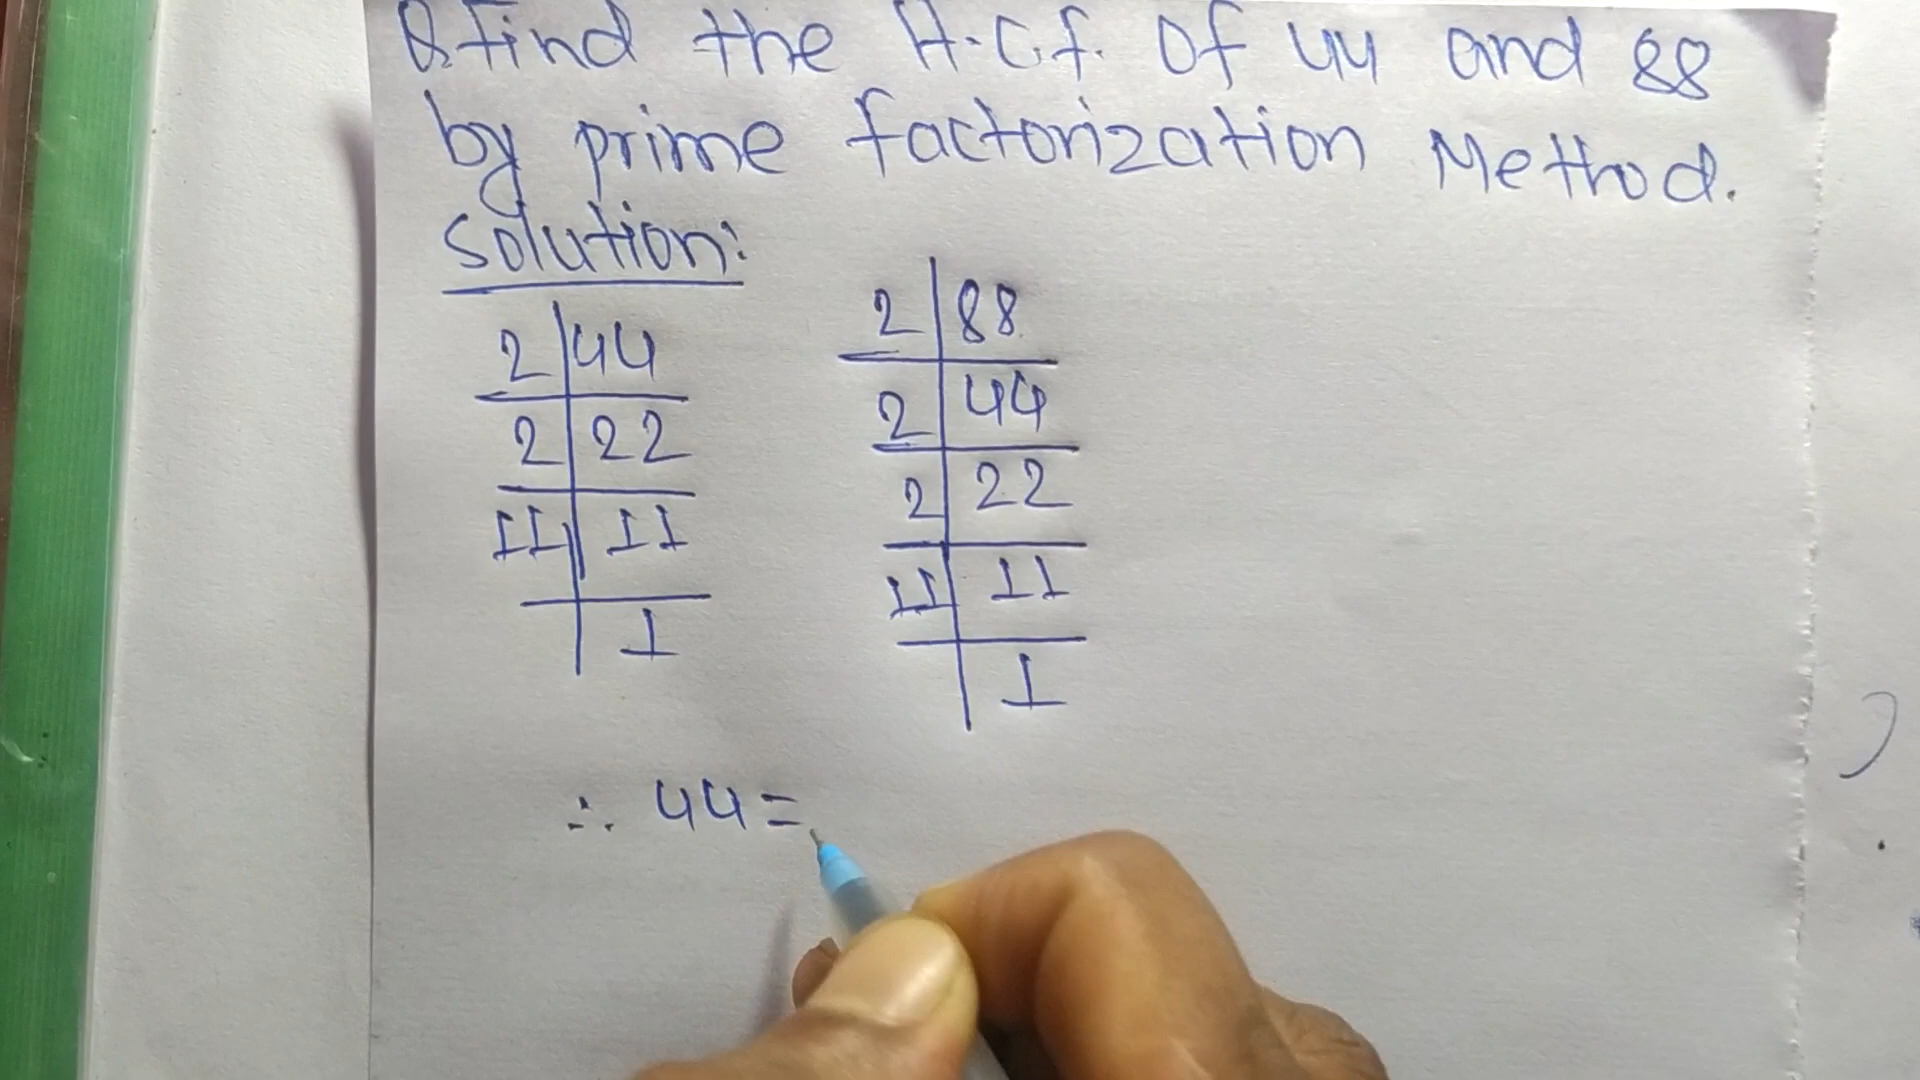 Q. Find the H.C.f. Of 44 and 88
by prime factorization Method.
Solution:
2 | 44
2 | 22
11 | 11
1
2 | 88
2 | 44
2 | 22
11 | 11
1
∴ 44 =